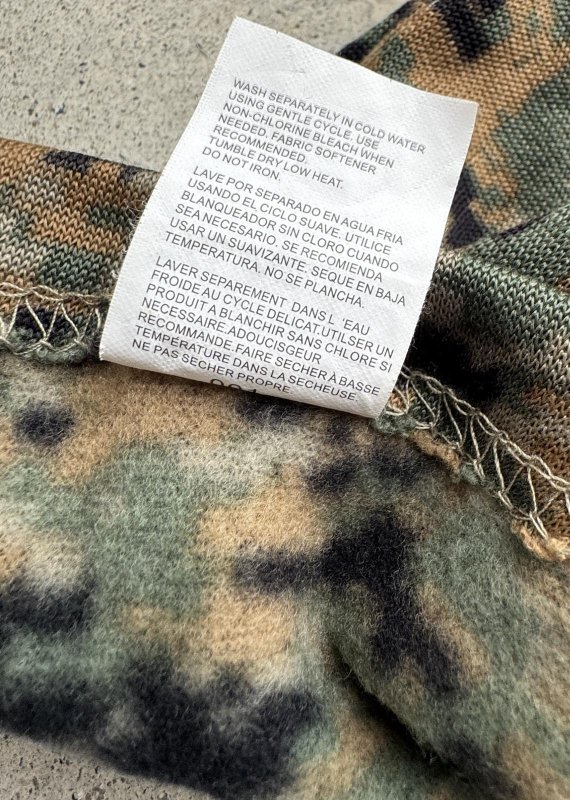 WASH SEPARATELY IN COLD WATER
USING GENTLE CYCLE. USE
NON-CHLORINE BLEACH WHEN
NEEDED. FABRIC SOFTENER
RECOMMENDED.
TUMBLE DRY LOW HEAT.
DO NOT IRON.
LAVE POR SEPARADO EN AGUA FRIA
USANDO EL CICLO SUAVE. UTILICE
BLANQUEADOR SIN CLORO CUANDO
SEA NECESARIO. SE RECOMIENDA
USAR UN SUAVIZANTE. SEQUE EN BAJA
TEMPERATURA. NO SE PLANCHA.
LAVER SEPAREMENT DANS L 'EAU
FROIDE AU CYCLE DELICAT.UTILSER UN
PRODUIT A BLANCHIR SANS CHLORE SI
NECESSAIRE.ADOUCISGEUR
RECOMMANDE.FAIRE SECHER À BASSE
TEMPÉRATURE DANS LA SECHEUSE.
NE PAS SECHER PROPRE.